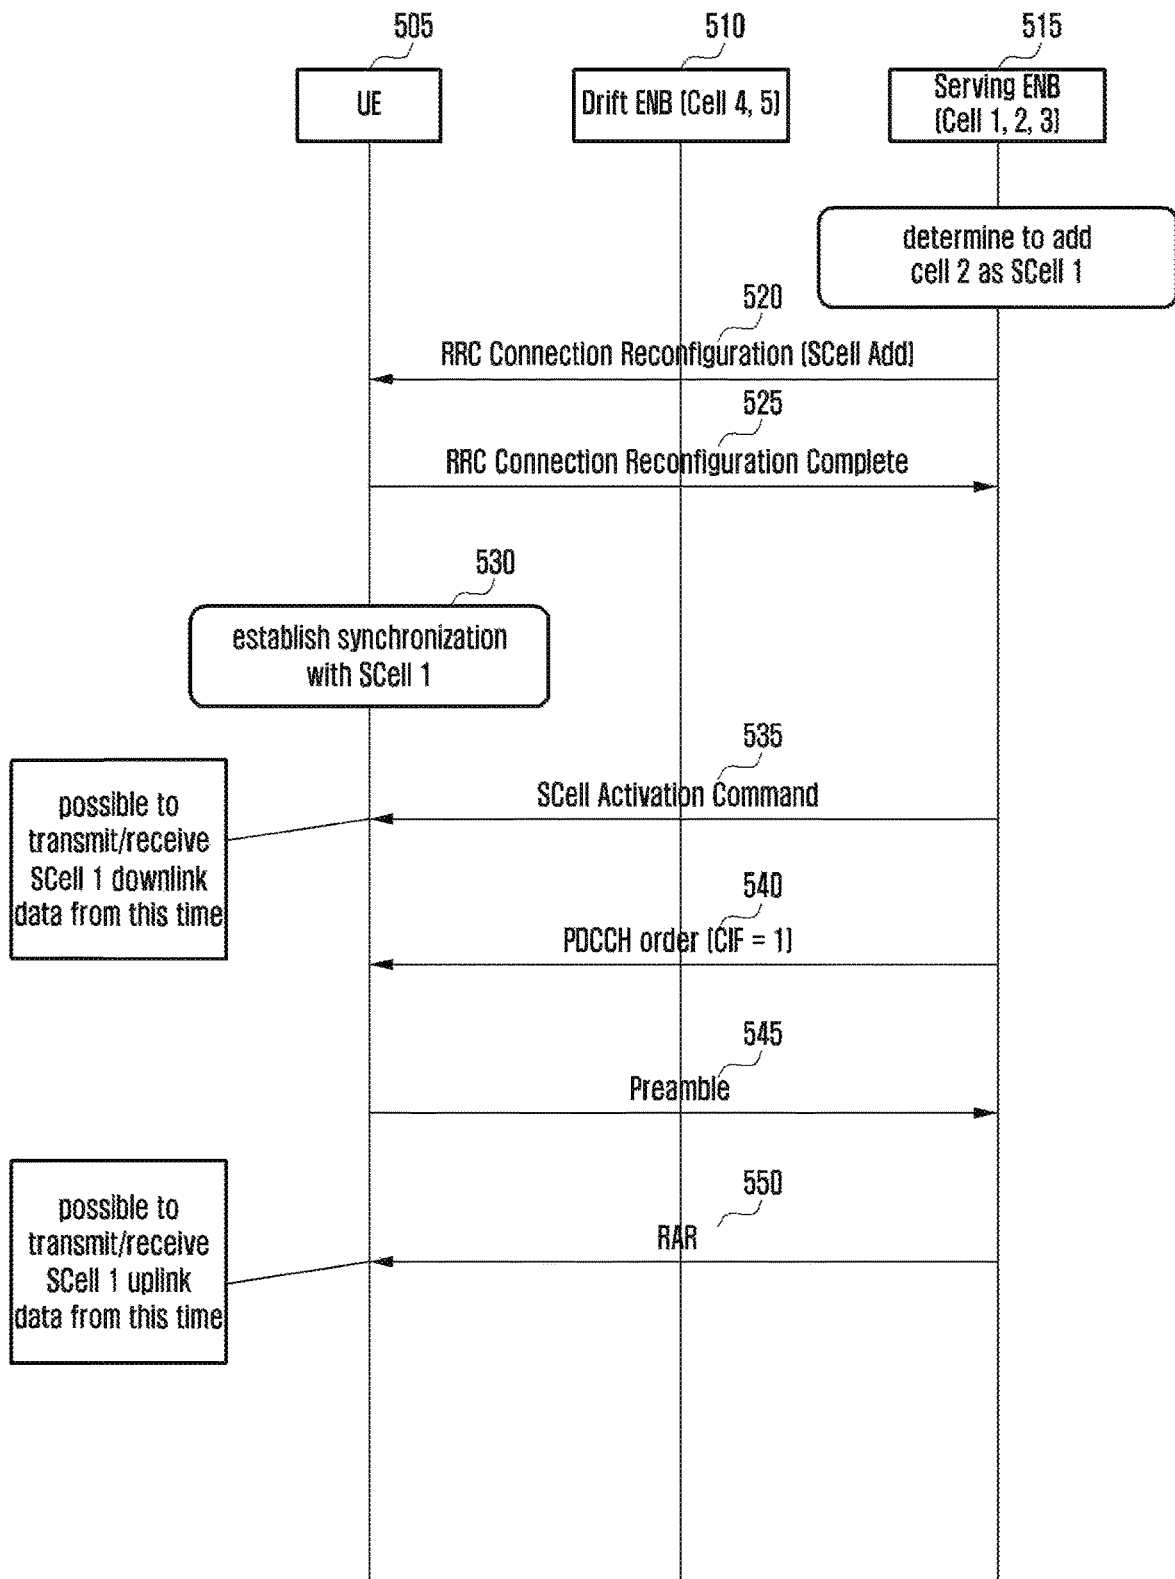 505
510
515
UE
Drift ENB (Cell 4, 5)
Serving ENB
(Cell 1, 2, 3)
determine to add
cell 2 as SCell 1
520
RRC Connection Reconfiguration (SCell Add)
525
RRC Connection Reconfiguration Complete
530
establish synchronization
with SCell 1
535
SCell Activation Command
possible to
transmit/receive
SCell 1 downlink
data from this time
540
PDCCH order (CIF = 1)
545
Preamble
550
RAR
possible to
transmit/receive
SCell 1 uplink
data from this time